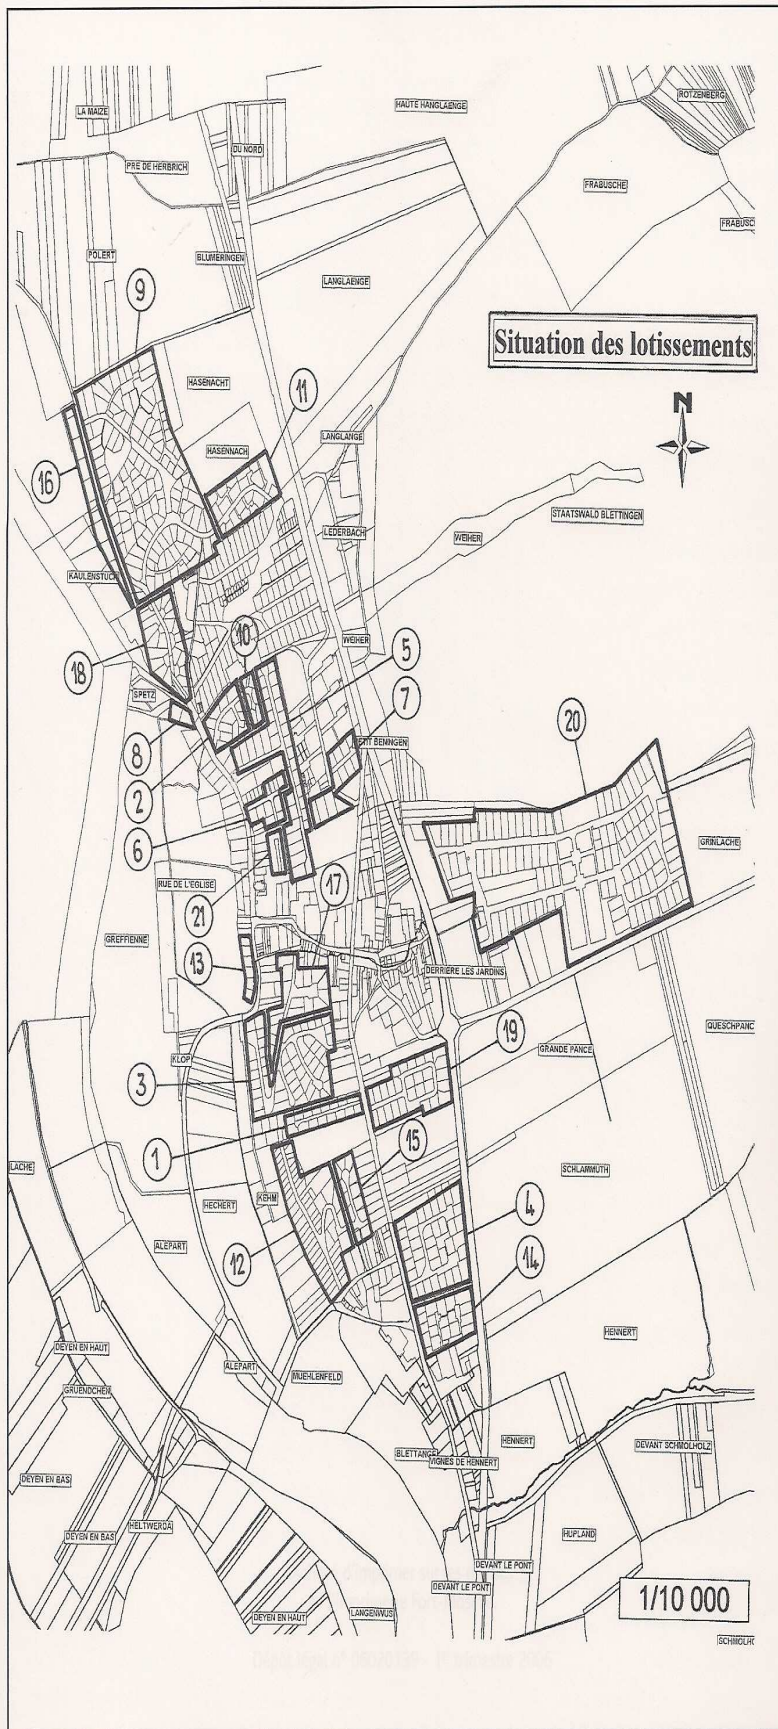 LA MAIZE
HAUTE HANGLAENGE
ROTZENBERG
DU NORD
PRE DE HERBRICH
FRABUSCHE
FRABUSC
POLERT
BLUMERINGEN
LANGLAENGE
9
Situation des lotissements
HASENACHT
11
N
HASENNACH
LANGLANGE
16
STAATSWALD BLETTINGEN
LEDERBACH
WEIHER
KAULENSTUCH
10
WEIHER
5
18
SPETZ
7
8
20
PETIT BENINGEN
2
6
GRINLACHE
17
RUE DE L'EGLISE
21
GREFFIENNE
13
DERRIERE LES JARDINS
QUESCHPANC
19
GRANDE PANCE
KLOP
3
1
15
LACHE
SCHLAMMUTH
HECHERT
KEHM
4
ALEPART
12
14
HENNERT
DEYEN EN HAUT
ALEPART
MUEHLENFELD
GRUENDCHEN
HENNERT
DEVANT SCHMOLHOLZ
BLETTANGE
VIGNES DE HENNERT
DEYEN EN BAS
HELTWERDA
DEYEN EN BAS
HUPLAND
DEVANT LE PONT
DEVANT LE PONT
1/10 000
DEYEN EN HAUT
LANGENWUS
SCHMOLHO